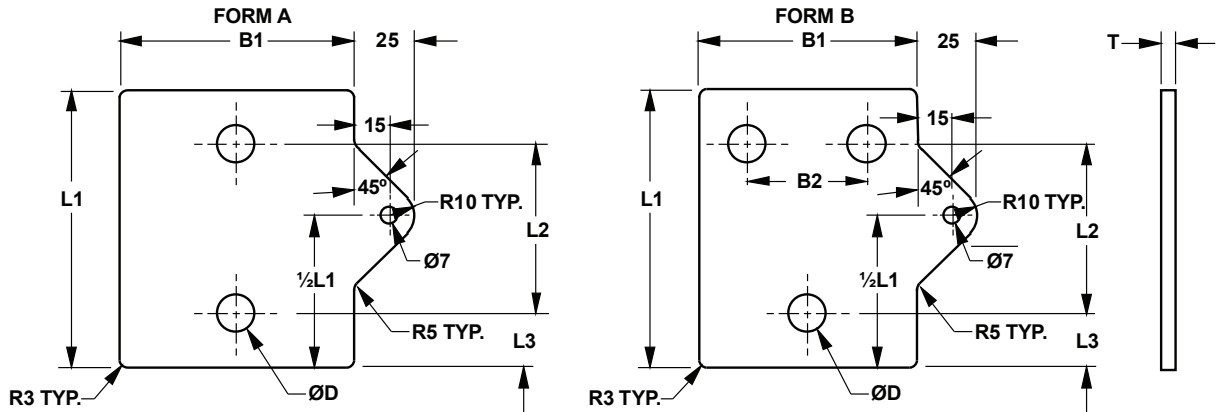 FORM A
B1
25
15
45º
L1
R10 TYP.
L2
½L1
Ø7
R5 TYP.
L3
R3 TYP.
ØD
FORM B
B1
25
T
15
B2
45º
L1
R10 TYP.
L2
½L1
Ø7
R5 TYP.
L3
R3 TYP.
ØD